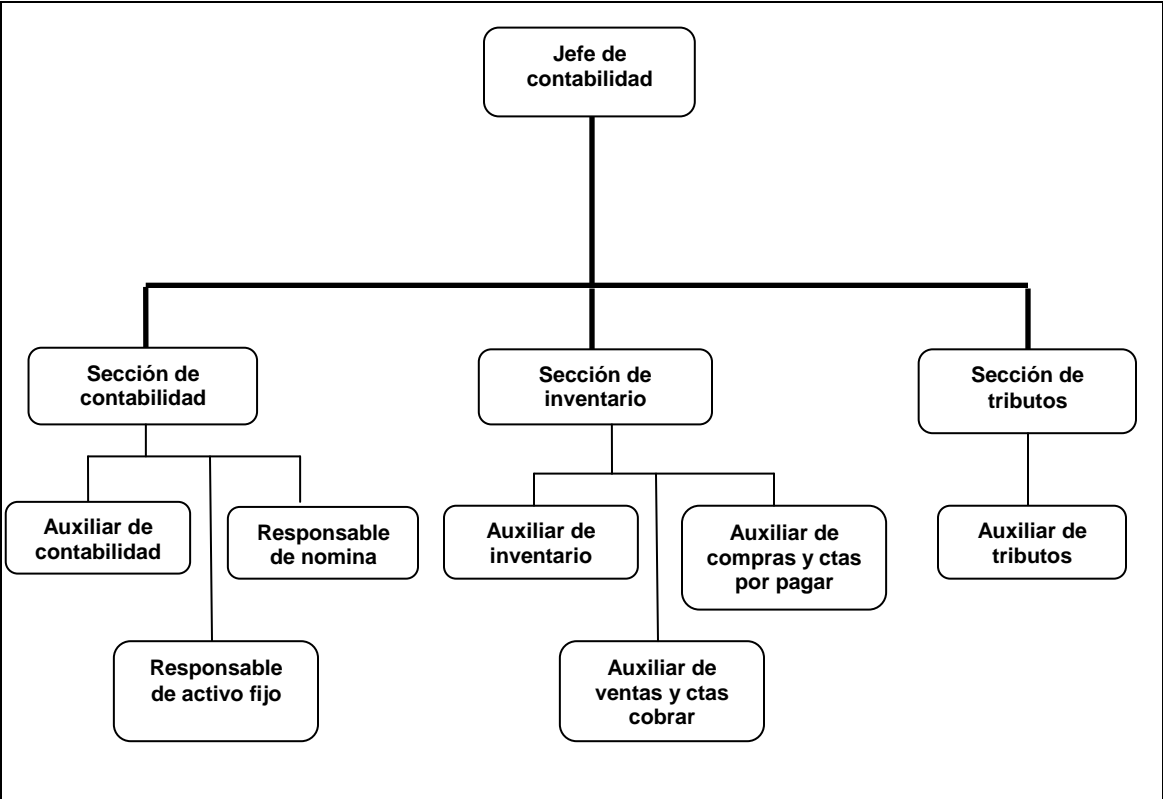 Jefe de
contabilidad
Sección de
contabilidad
Sección de
inventario
Sección de
tributos
Auxiliar de
contabilidad
Responsable
de nomina
Auxiliar de
inventario
Auxiliar de
compras y ctas
por pagar
Auxiliar de
tributos
Responsable
de activo fijo
Auxiliar de
ventas y ctas
cobrar